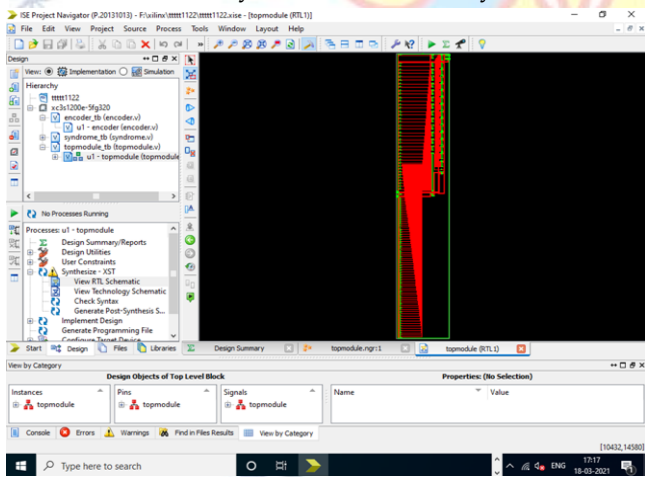 ISE Project Navigator (P.20131013) - F:\xilinx\ttttt1122\ttttt1122.xise - [topmodule (RTL1)]
File Edit View Project Source Process Tools Window Layout Help
Design
View: Implementation Simulation
Hierarchy
ttttt1122
xc3s1200e-5fg320
encoder_tb (encoder.v)
u1 - encoder (encoder.v)
syndrome_tb (syndrome.v)
topmodule_tb (topmodule.v)
u1 - topmodule (topmodule
No Processes Running
Processes: u1 - topmodule
Design Summary/Reports
Design Utilities
User Constraints
Synthesize - XST
View RTL Schematic
View Technology Schematic
Check Syntax
Generate Post-Synthesis S...
Implement Design
Generate Programming File
Configure Target Device
Start Design Files Libraries Design Summary topmodule.ngr:1 topmodule (RTL1)
View by Category
Design Objects of Top Level Block Properties: (No Selection)
Instances Pins Signals Name Value
topmodule topmodule topmodule
Console Errors Warnings Find in Files Results View by Category
[10432,14580]
Type here to search ENG 17:17
18-03-2021